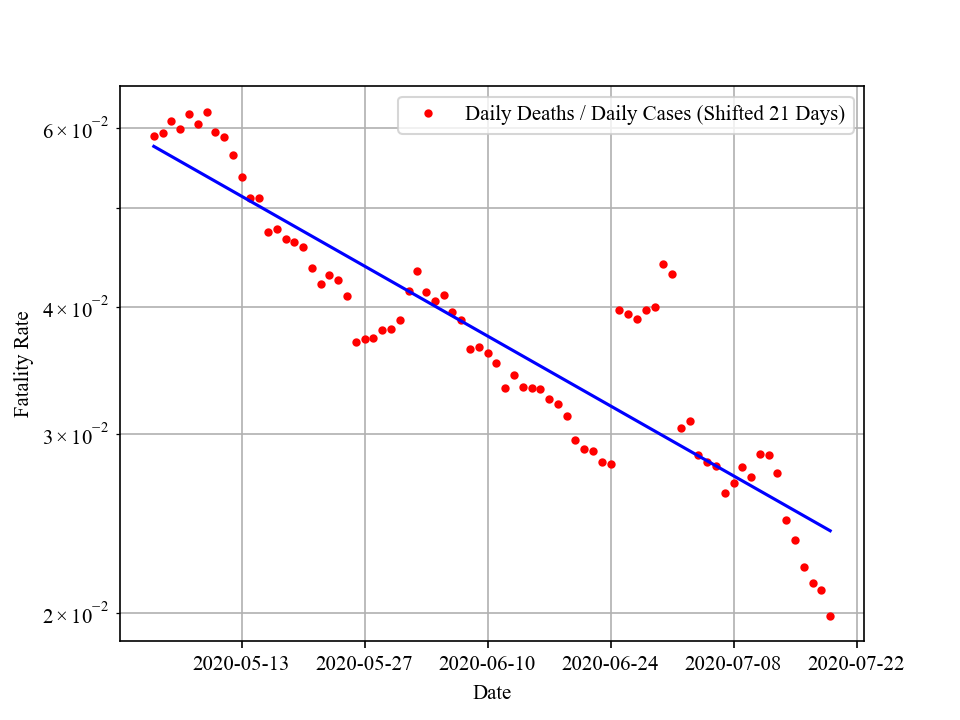 Daily Deaths / Daily Cases (Shifted 21 Days)
6 × 10⁻²
4 × 10⁻²
3 × 10⁻²
2 × 10⁻²
Fatality Rate
2020-05-13 2020-05-27 2020-06-10 2020-06-24 2020-07-08 2020-07-22
Date